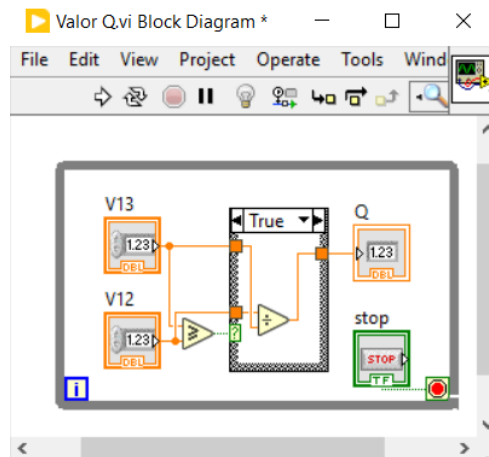 Valor Q.vi Block Diagram *
File Edit View Project Operate Tools Wind
V13
1.23
DBL
V12
1.23
DBL
True
?
Q
1.23
DBL
stop
STOP
TF
i